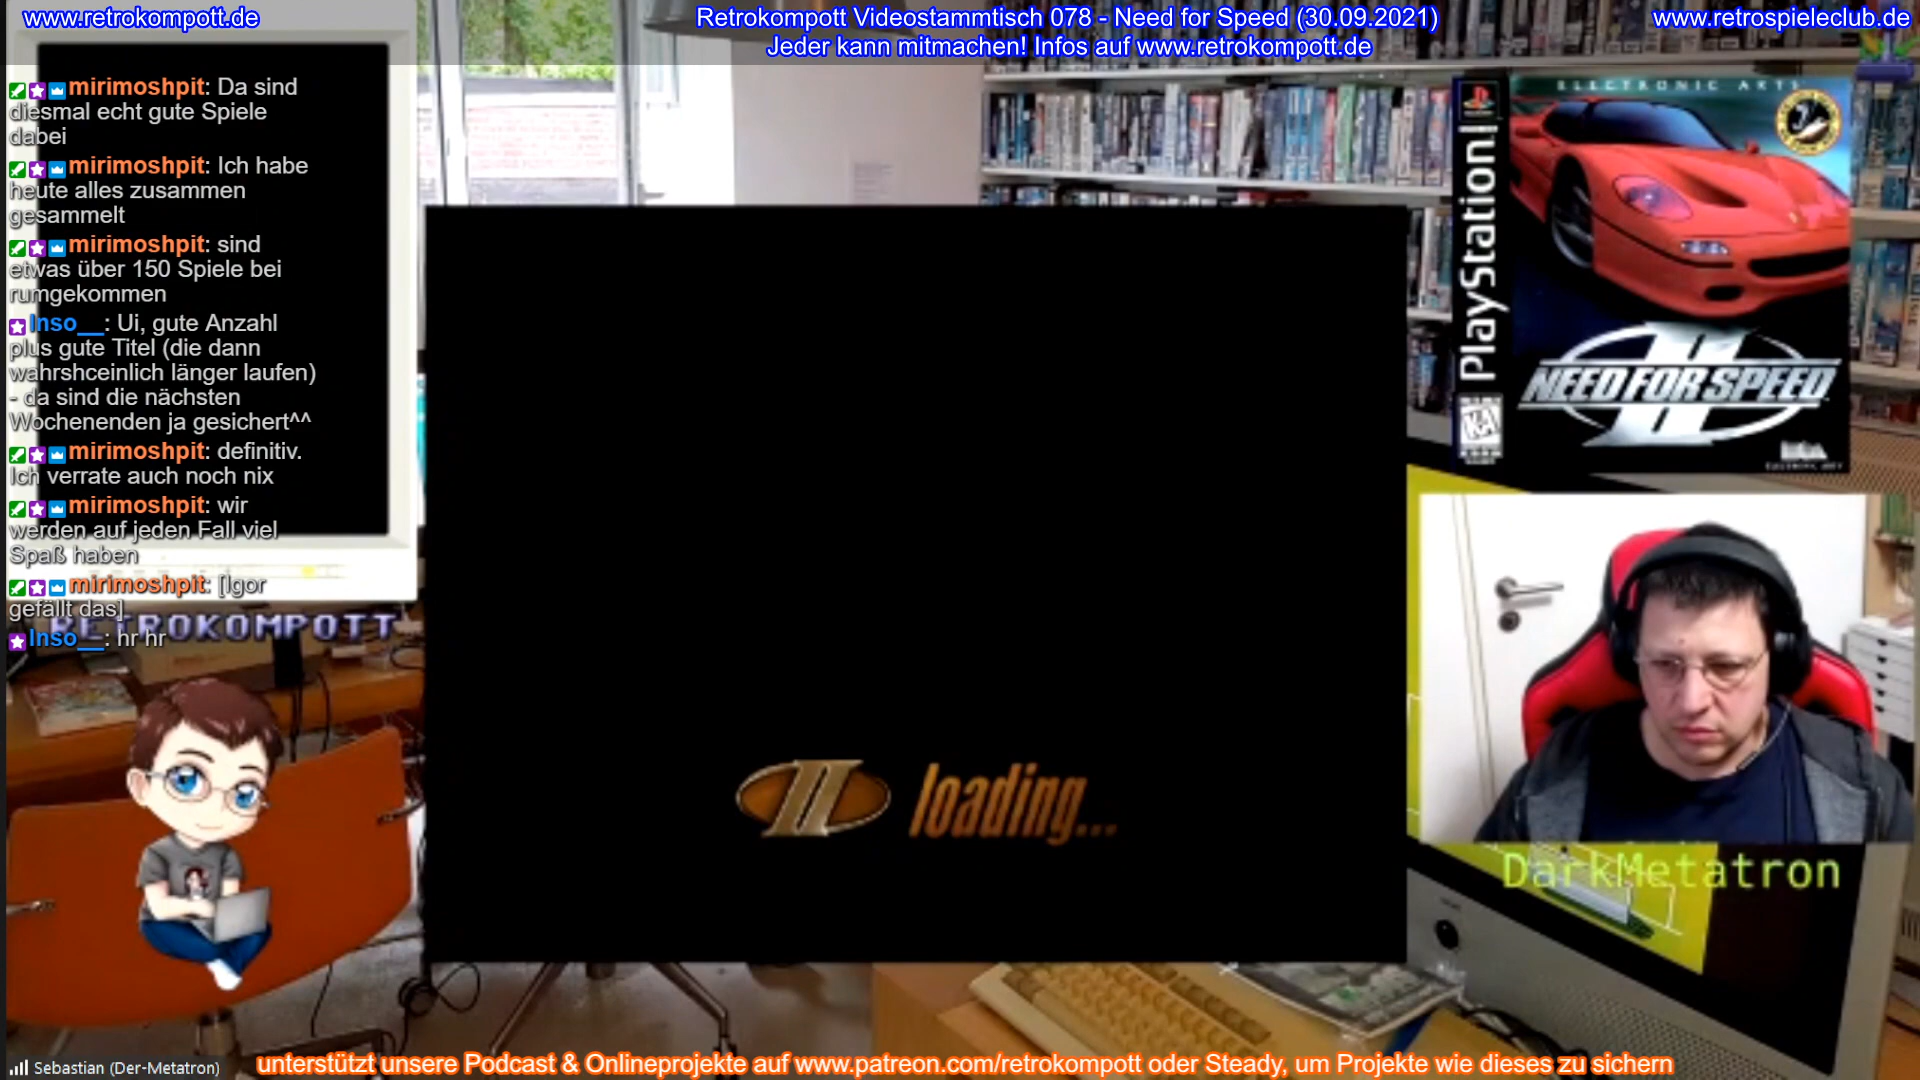 www.retrokompott.de
Retrokompott Videostammtisch 078 - Need for Speed (30.09.2021)
Jeder kann mitmachen! Infos auf www.retrokompott.de
www.retrospieleclub.de
mirimoshpit: Da sind
diesmal echt gute Spiele
dabei
mirimoshpit: Ich habe
heute alles zusammen
gesammelt
mirimoshpit: sind
etwas über 150 Spiele bei
rumgekommen
Inso__: Ui, gute Anzahl
plus gute Titel (die dann
wahrshceinlich länger laufen)
- da sind die nächsten
Wochenenden ja gesichert^^
mirimoshpit: definitiv.
Ich verrate auch noch nix
mirimoshpit: wir
werden auf jeden Fall viel
Spaß haben
mirimoshpit: [Igor
gefällt das]
Inso__: hr hr
RETROKOMPOTT
II loading...
ELECTRONIC ARTS
PlayStation
KA
II
NEED FOR SPEED
DarkMetatron
Sebastian (Der-Metatron)
unterstützt unsere Podcast & Onlineprojekte auf www.patreon.com/retrokompott oder Steady, um Projekte wie dieses zu sichern